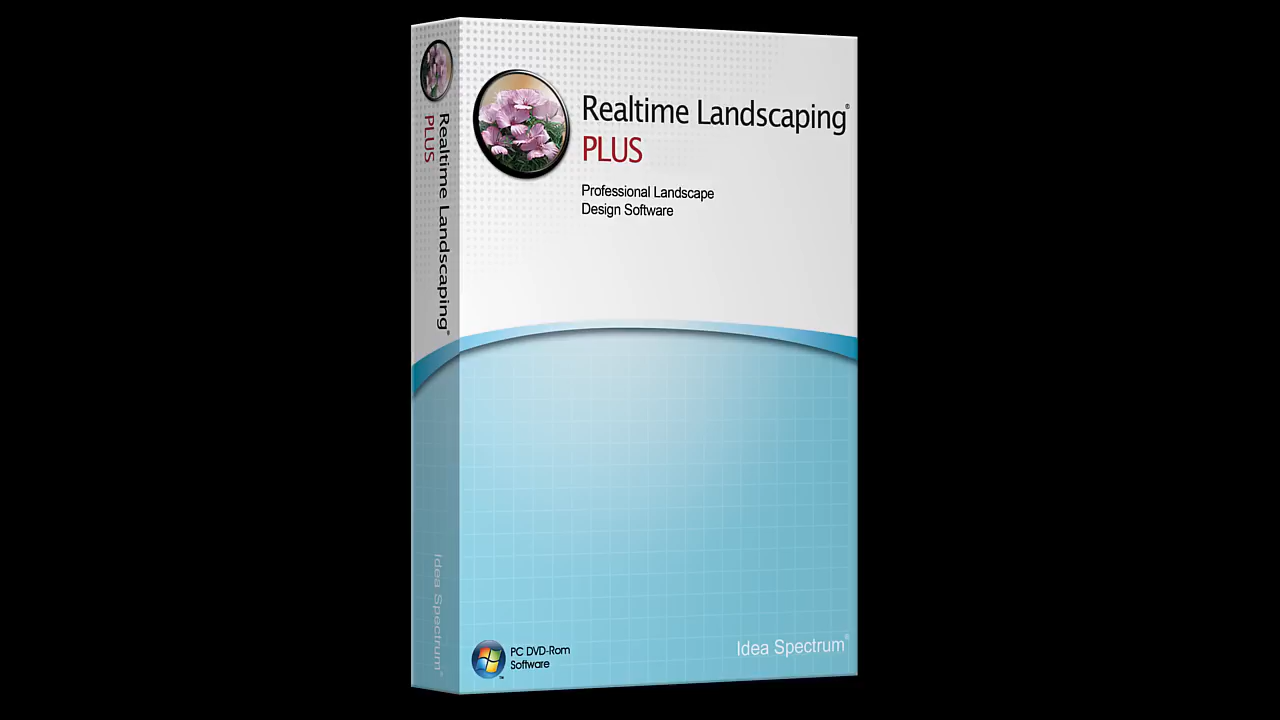 Realtime Landscaping®
PLUS
Professional Landscape
Design Software
PC DVD-Rom
Software
Idea Spectrum®
Realtime Landscaping®
PLUS
Idea Spectrum®